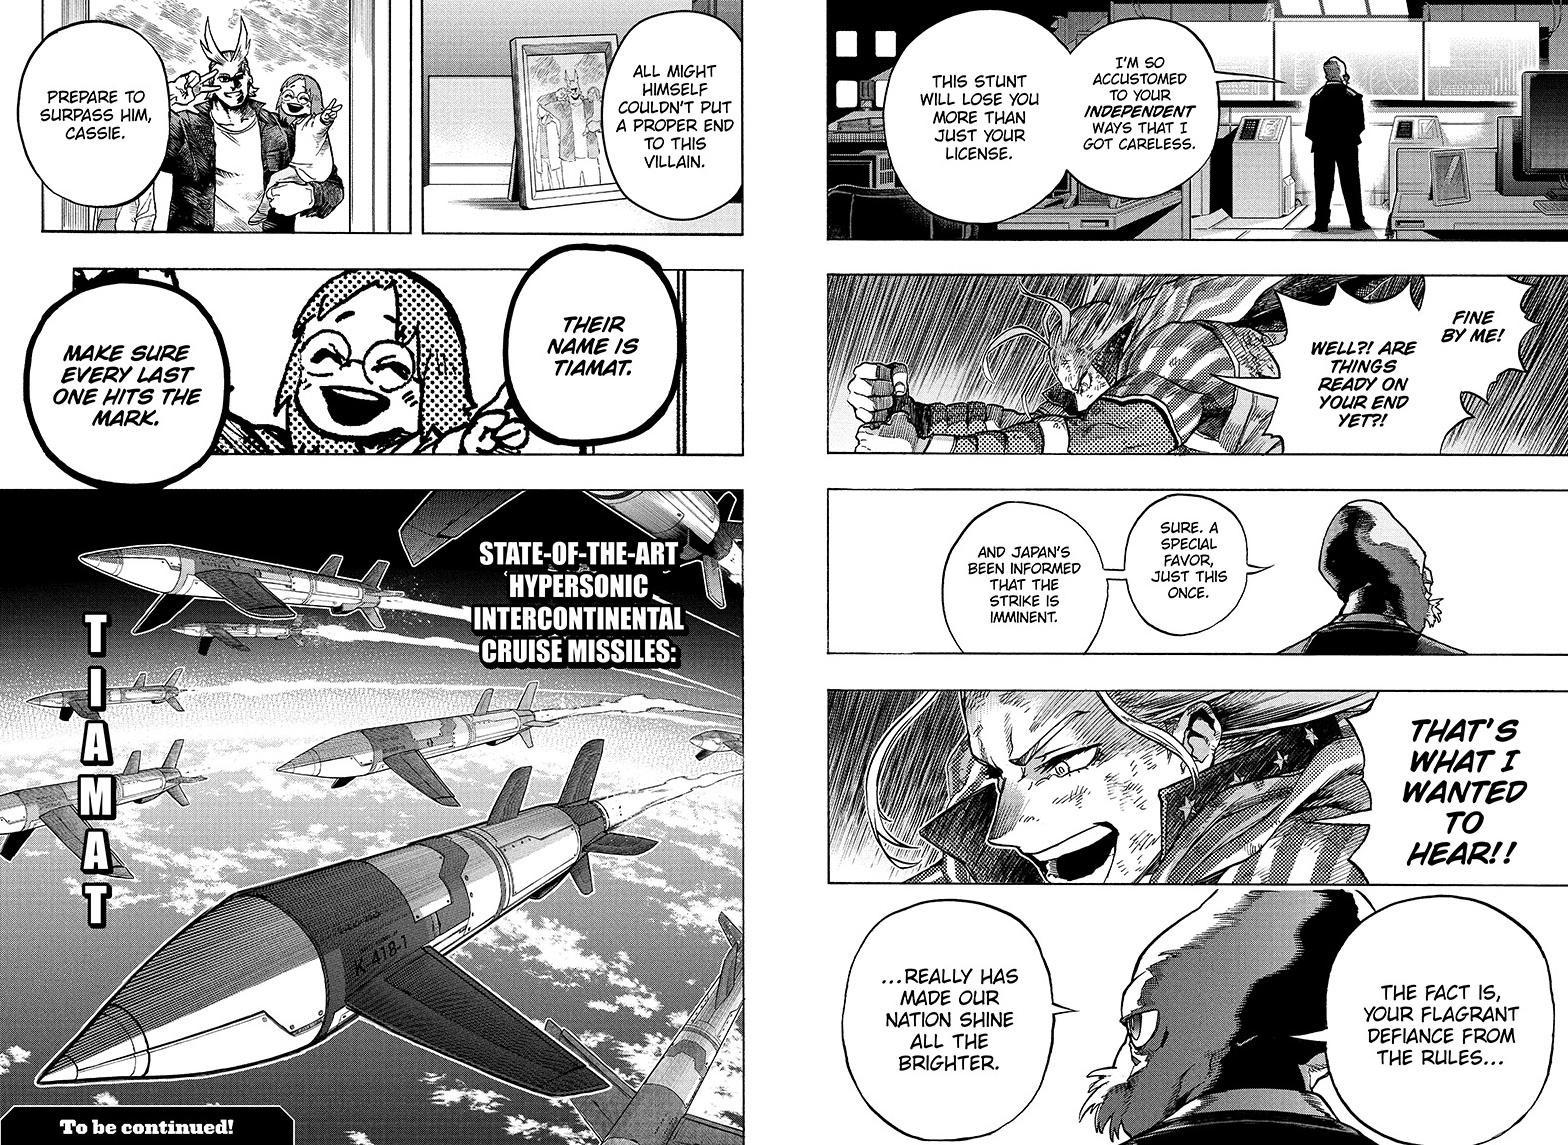 I'M SO
ACCUSTOMED
TO YOUR
INDEPENDENT
WAYS THAT I
GOT CARELESS.
THIS STUNT
WILL LOSE YOU
MORE THAN
JUST YOUR
LICENSE.
FINE
BY ME!
WELL?! ARE
THINGS
READY ON
YOUR END
YET?!
SURE. A
SPECIAL
FAVOR,
JUST THIS
ONCE.
AND JAPAN'S
BEEN INFORMED
THAT THE
STRIKE IS
IMMINENT.
THAT'S
WHAT I
WANTED
TO
HEAR!!
THE FACT IS,
YOUR FLAGRANT
DEFIANCE FROM
THE RULES...
...REALLY HAS
MADE OUR
NATION SHINE
ALL THE
BRIGHTER.
ALL MIGHT
HIMSELF
COULDN'T PUT
A PROPER END
TO THIS
VILLAIN.
PREPARE TO
SURPASS HIM,
CASSIE.
THEIR
NAME IS
TIAMAT.
MAKE SURE
EVERY LAST
ONE HITS THE
MARK.
STATE-OF-THE-ART
HYPERSONIC
INTERCONTINENTAL
CRUISE MISSILES:
TIAMAT
K-418-1
To be continued!